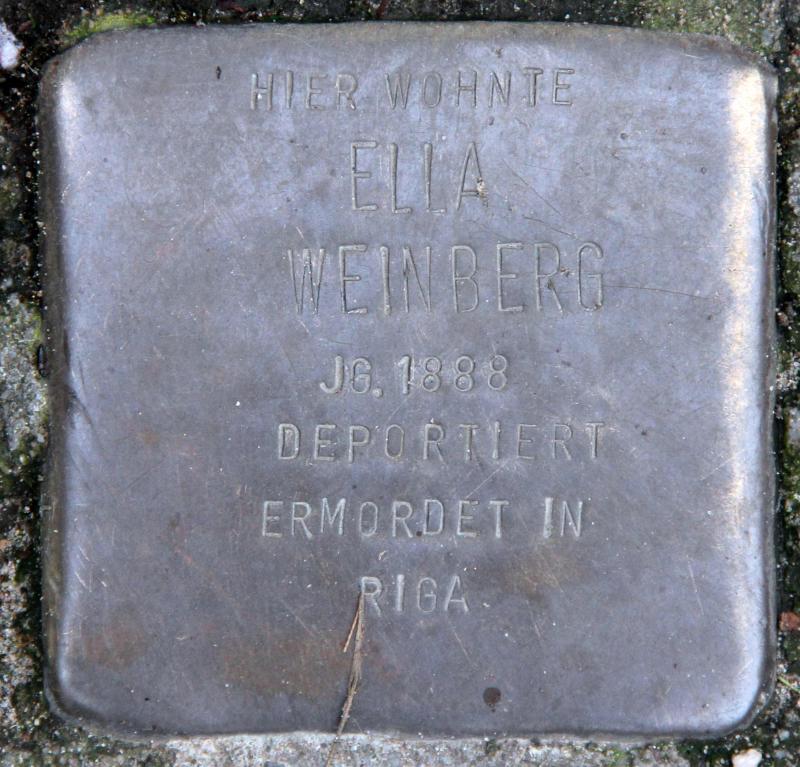 HIER WOHNTE
ELLA
WEINBERG
JG. 1888
DEPORTIERT
ERMORDET IN
RIGA